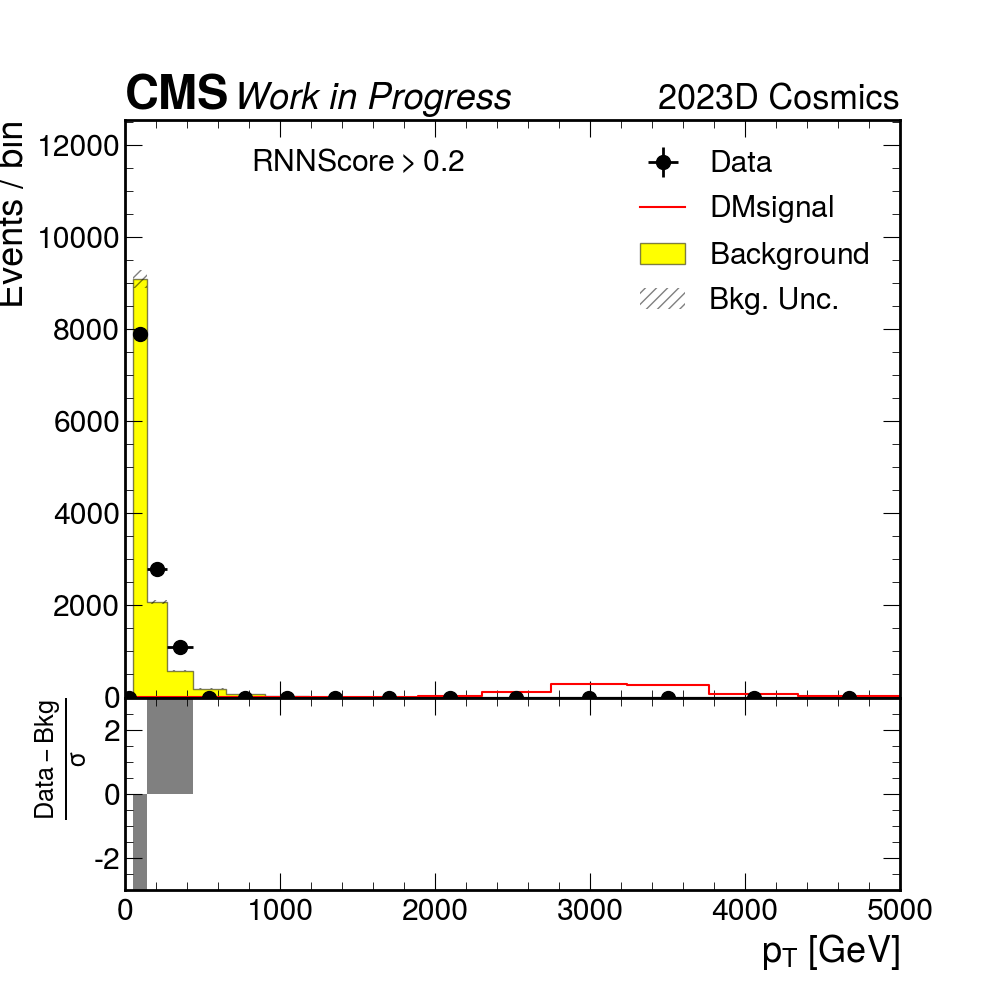 CMS Work in Progress 2023D Cosmics
Events / bin
12000
10000
8000
6000
4000
2000
0
RNNScore > 0.2
Data
DMsignal
Background
Bkg. Unc.
Data – Bkg
σ
2
0
-2
0 1000 2000 3000 4000 5000
pT [GeV]